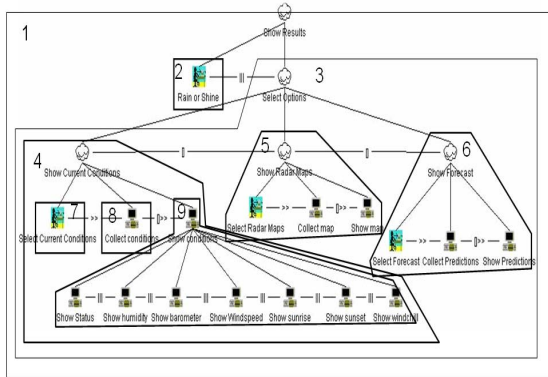 1
Show Results
2
|||
3
Rain or Shine
Select Options
4
5
6
Show Current Conditions
[]
Show Radar Maps
[]
Show Forecast
7
>>
8
[]>>
9
Select Current Conditions
Collect conditions
Show conditions
>>
[]>>
Select Radar Maps
Collect map
Show map
>>
[]>>
Select Forecast
Collect Predictions
Show Predictions
|||
|||
|||
|||
|||
|||
Show Status
Show humidity
Show barometer
Show Windspeed
Show sunrise
Show sunset
Show windchill